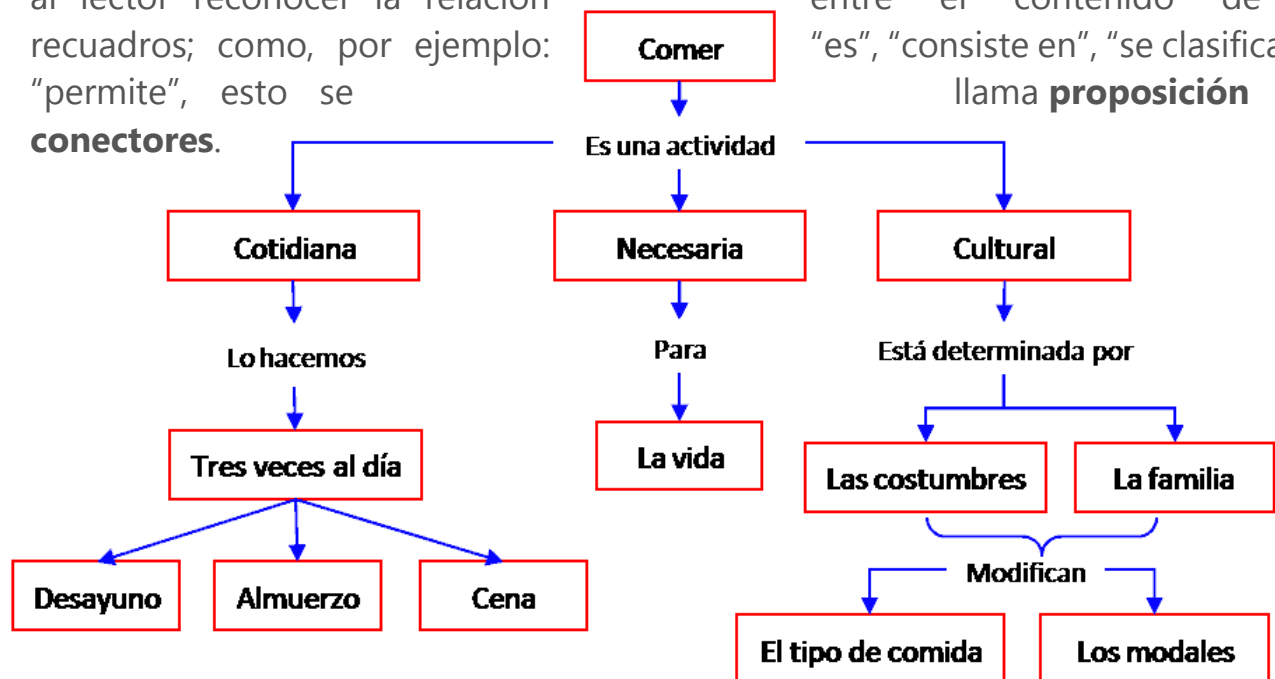 al lector reconocer la relación entre el contenido de
recuadros; como, por ejemplo: “es”, “consiste en”, “se clasifica
“permite”, esto se llama proposición
conectores.
Comer
Es una actividad
Cotidiana Necesaria Cultural
Lo hacemos Para Está determinada por
Tres veces al día La vida Las costumbres La familia
Modifican
Desayuno Almuerzo Cena
El tipo de comida Los modales